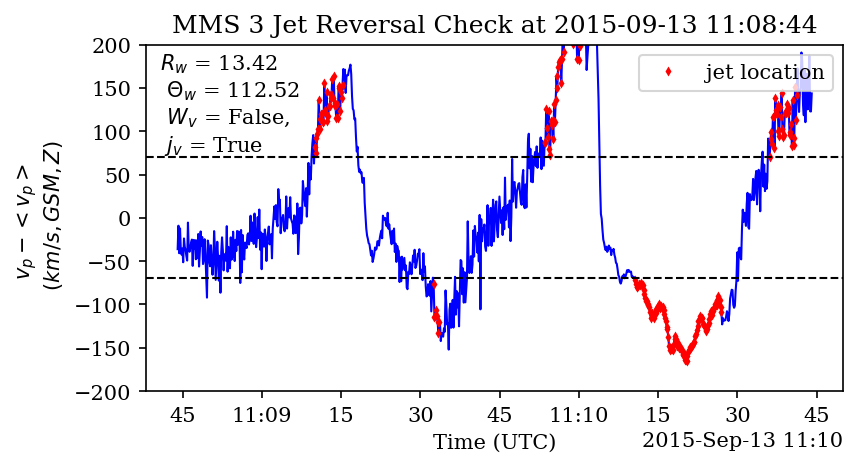 MMS 3 Jet Reversal Check at 2015-09-13 11:08:44
R_w = 13.42
Θ_w = 112.52
W_v = False,
j_v = True
jet location
v_p − < v_p >
(km/s, GSM, Z)
200
150
100
50
0
−50
−100
−150
−200
45 11:09 15 30 45 11:10 15 30 45
Time (UTC)
2015-Sep-13 11:10